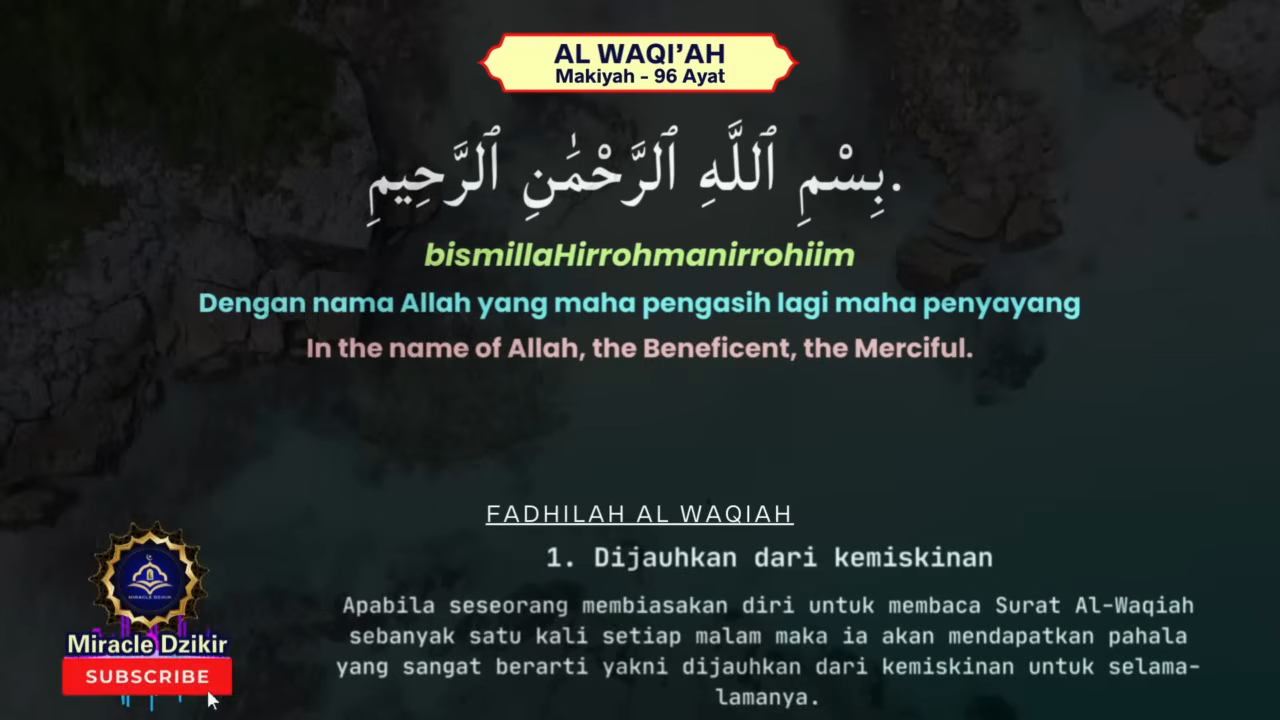 AL WAQI’AH
Makiyah - 96 Ayat
.بِسْمِ ٱللَّهِ ٱلرَّحْمَٰنِ ٱلرَّحِيمِ
bismillaHirrohmanirrohiim
Dengan nama Allah yang maha pengasih lagi maha penyayang
In the name of Allah, the Beneficent, the Merciful.
FADHILAH AL WAQIAH
1. Dijauhkan dari kemiskinan
Apabila seseorang membiasakan diri untuk membaca Surat Al-Waqiah
sebanyak satu kali setiap malam maka ia akan mendapatkan pahala
yang sangat berarti yakni dijauhkan dari kemiskinan untuk selama-
lamanya.
MIRACLE DZIKIR
Miracle Dzikir
SUBSCRIBE